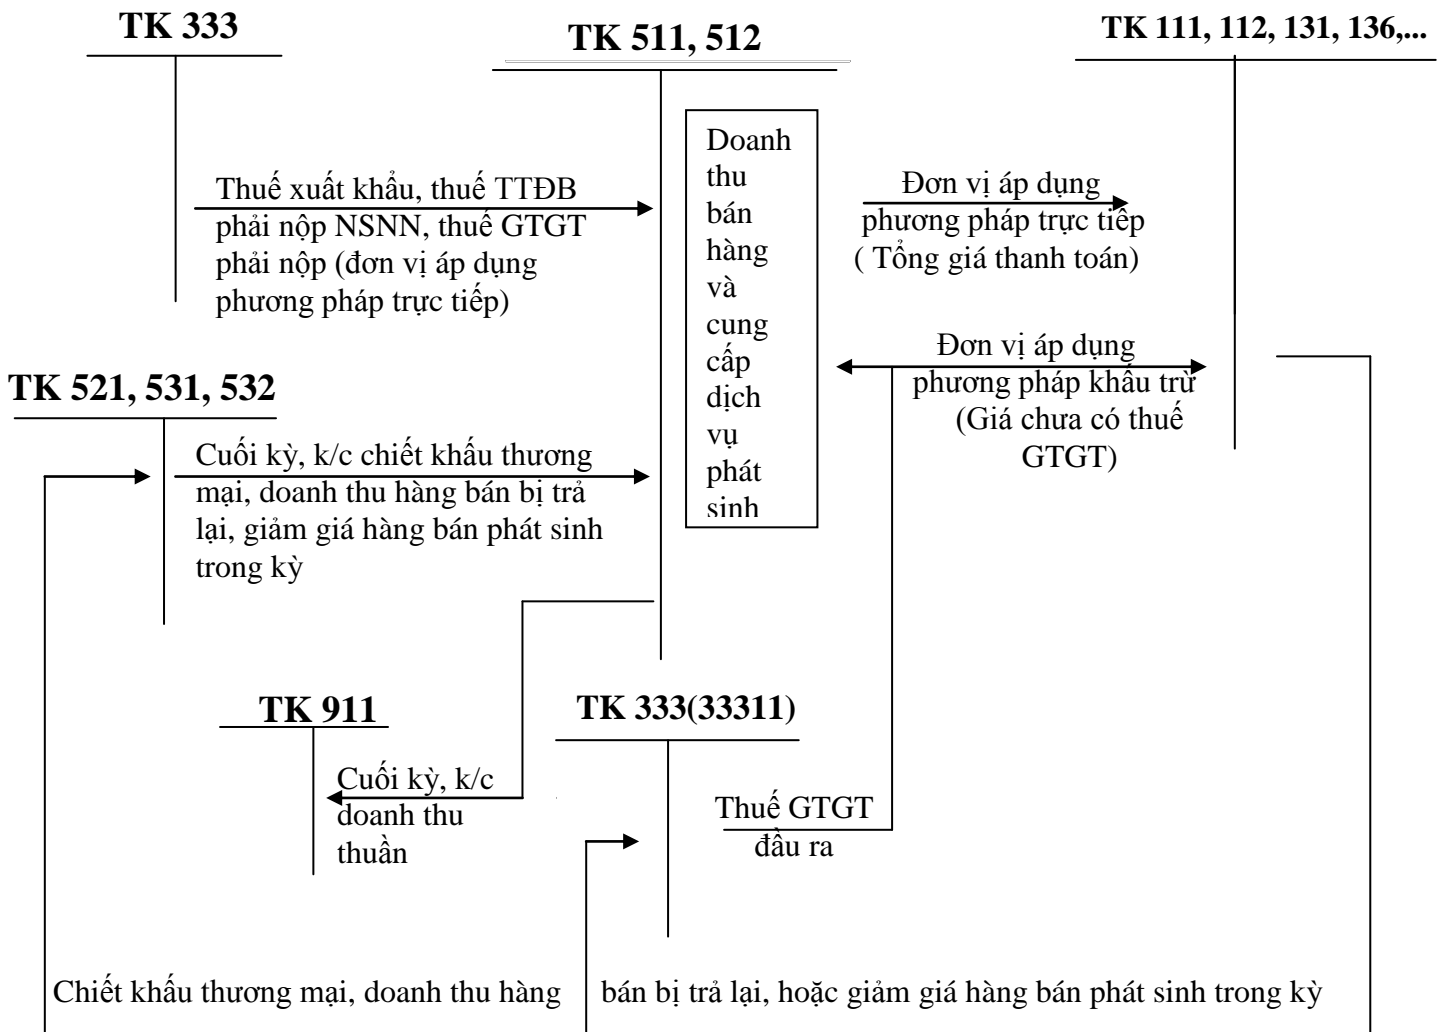 TK 333
TK 511, 512
TK 111, 112, 131, 136,...
Thuế xuất khẩu, thuế TTĐB
phải nộp NSNN, thuế GTGT
phải nộp (đơn vị áp dụng
phương pháp trực tiếp)
Doanh
thu
bán
hàng
và
cung
cấp
dịch
vụ
phát
sinh
Đơn vị áp dụng
phương pháp trực tiếp
( Tổng giá thanh toán)
Đơn vị áp dụng
phương pháp khấu trừ
(Giá chưa có thuế
GTGT)
TK 521, 531, 532
Cuối kỳ, k/c chiết khấu thương
mại, doanh thu hàng bán bị trả
lại, giảm giá hàng bán phát sinh
trong kỳ
TK 911
Cuối kỳ, k/c
doanh thu
thuần
TK 333(33311)
Thuế GTGT
đầu ra
Chiết khấu thương mại, doanh thu hàng bán bị trả lại, hoặc giảm giá hàng bán phát sinh trong kỳ